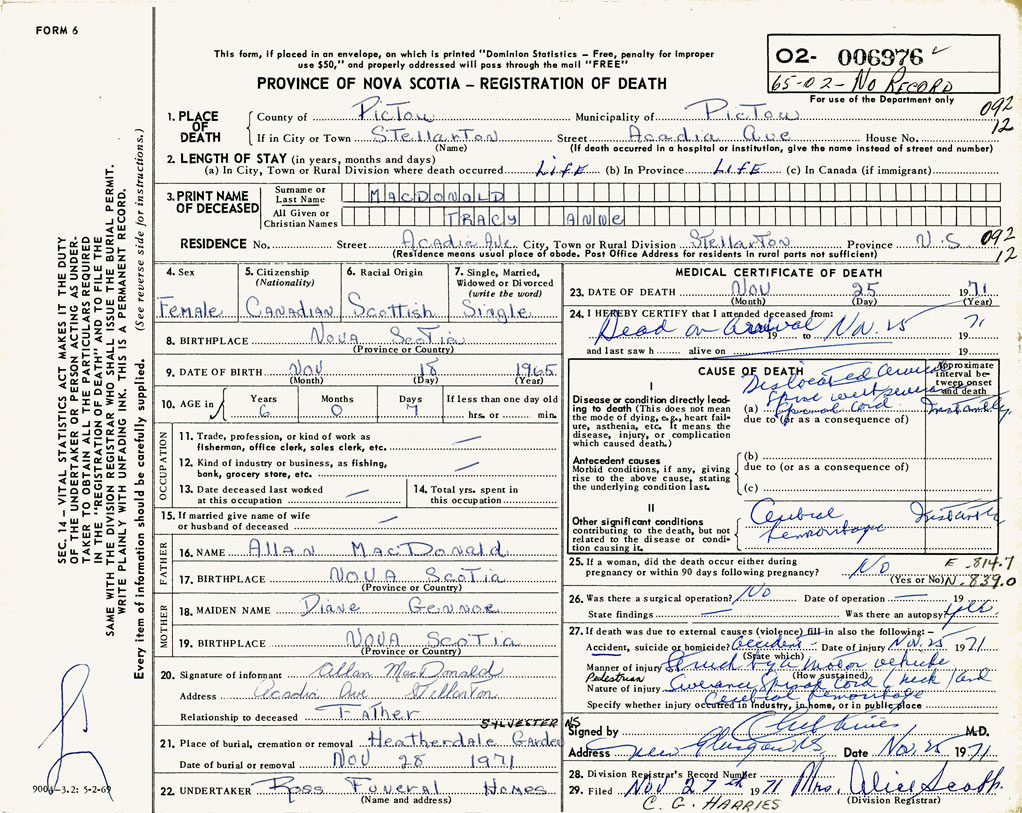 FORM 6
This form, if placed in an envelope, on which is printed "Dominion Statistics – Free, penalty for improper
use $50," and properly addressed will pass through the mail "FREE"
PROVINCE OF NOVA SCOTIA – REGISTRATION OF DEATH
02- 006976
65-02 – No RECORD
For use of the Department only
092
12
1. PLACE OF DEATH
County of PicTou Municipality of PicTou
If in City or Town STellarTon Street Acadia Ave House No.
(Name) (If death occurred in a hospital or institution, give the name instead of street and number)
2. LENGTH OF STAY (in years, months and days)
(a) In City, Town or Rural Division where death occurred LifE (b) In Province LIFE (c) In Canada (if immigrant)
3. PRINT NAME OF DECEASED
Surname or Last Name MACDONALD
All Given or Christian Names TRACY ANNE
RESIDENCE No. Street Acadia Ave. City, Town or Rural Division STellarTon Province N.S.
(Residence means usual place of abode. Post Office Address for residents in rural parts not sufficient)
092
12
4. Sex
Female
5. Citizenship
(Nationality)
Canadian
6. Racial Origin
Scottish
7. Single, Married,
Widowed or Divorced
(write the word)
Single
8. BIRTHPLACE Nova ScoTia
(Province or Country)
9. DATE OF BIRTH Nov 18 1965
(Month) (Day) (Year)
10. AGE in
Years Months Days If less than one day old
6 0 7 hrs. or min.
OCCUPATION
11. Trade, profession, or kind of work as
fisherman, office clerk, sales clerk, etc. —
12. Kind of industry or business, as fishing,
bank, grocery store, etc. —
13. Date deceased last worked
at this occupation —
14. Total yrs. spent in
this occupation
15. If married give name of wife
or husband of deceased —
FATHER
16. NAME Allan MacDonald
17. BIRTHPLACE Nova ScoTia
(Province or Country)
MOTHER
18. MAIDEN NAME Diane
19. BIRTHPLACE Nova ScoTia
(Province or Country)
20. Signature of informant Allan MacDonald
Address Acadia Ave Stellarton
Relationship to deceased Father
SYLVESTER NS
21. Place of burial, cremation or removal Heatherdale Garden
Date of burial or removal Nov 28 1971
22. UNDERTAKER Ross Funeral Homes
(Name and address)
MEDICAL CERTIFICATE OF DEATH
23. DATE OF DEATH Nov 25 1971
(Month) (Day) (Year)
24. I HEREBY CERTIFY that I attended deceased from:
Dead on Arrival 19 to Nov. 25 1971
and last saw h alive on 19
CAUSE OF DEATH
Approximate interval between onset and death
I
Disease or condition directly leading to death (This does not
mean the mode of dying, e.g., heart failure, asthenia, etc. It means the
disease, injury, or complication
which caused death.)
Dislocated Cervical
Spine with severance
(a) Spinal Cord Instantly
due to (or as a consequence of)
Antecedent causes
Morbid conditions, if any, giving
rise to the above cause, stating
the underlying condition last.
(b)
due to (or as a consequence of)
(c)
II
Other significant conditions
contributing to the death, but not
related to the disease or condition causing it.
Cerebral Instantly
Hemorrhage
25. If a woman, did the death occur either during
pregnancy or within 90 days following pregnancy? No
(Yes or No)
E .814.7
N. 839.0
26. Was there a surgical operation? No Date of operation — 19
State findings — Was there an autopsy?
27. If death was due to external causes (violence) fill in also the following: –
Accident, suicide or homicide? Accident Date of injury Nov. 25 1971
(State which)
Manner of injury Struck by a motor vehicle
Pedestrian (How sustained)
Nature of injury Severance Spinal Cord (neck) and
Cerebral Hemorrhage
Specify whether injury occurred in industry, in home, or in public place
Signed by M.D.
Address New Glasgow NS Date Nov. 25 1971
28. Division Registrar's Record Number
29. Filed Nov 27th 1971 Mrs. Alice Scott
(Division Registrar)
C. G. HARRIES
SEC. 14 – VITAL STATISTICS ACT MAKES IT THE DUTY
OF THE UNDERTAKER OR PERSON ACTING AS UNDER-
TAKER TO OBTAIN ALL THE PARTICULARS REQUIRED
IN THE "REGISTRATION OF DEATH" AND TO FILE THE
SAME WITH THE DIVISION REGISTRAR WHO SHALL ISSUE THE BURIAL PERMIT.
WRITE PLAINLY WITH UNFADING INK. THIS IS A PERMANENT RECORD.
Every item of information should be carefully supplied. (See reverse side for instructions.)
9004–3.2: 5-2-69